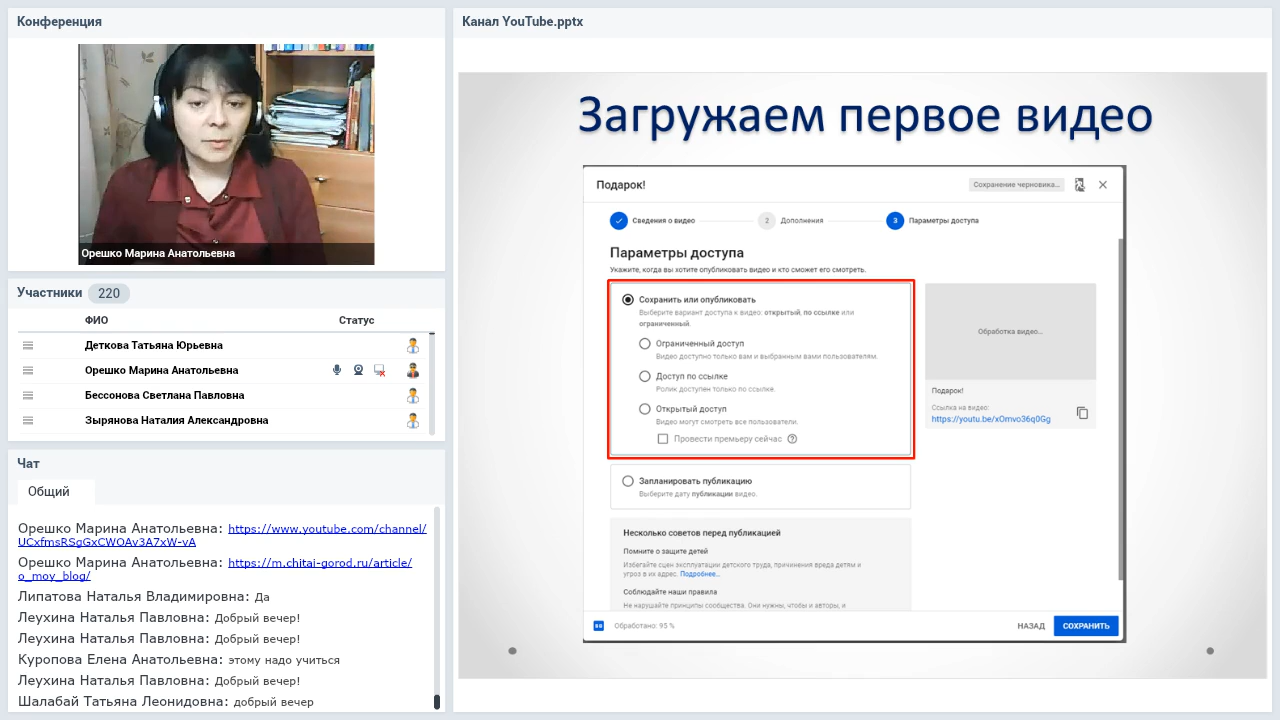 Конференция
Орешко Марина Анатольевна
Участники 220
ФИО Статус
Деткова Татьяна Юрьевна
Орешко Марина Анатольевна
Бессонова Светлана Павловна
Зырянова Наталия Александровна
Чат
Общий
Орешко Марина Анатольевна: https://www.youtube.com/channel/
UCxfmsRSgGxCWOAv3A7xW-vA
Орешко Марина Анатольевна: https://m.chitai-gorod.ru/article/
o_moy_blog/
Липатова Наталья Владимировна: Да
Леухина Наталья Павловна: Добрый вечер!
Леухина Наталья Павловна: Добрый вечер!
Куропова Елена Анатольевна: этому надо учиться
Леухина Наталья Павловна: Добрый вечер!
Шалабай Татьяна Леонидовна: добрый вечер
Канал YouTube.pptx
Загружаем первое видео
Подарок!
Сохранение черновика...
Сведения о видео
2 Дополнения
3 Параметры доступа
Параметры доступа
Укажите, когда вы хотите опубликовать видео и кто сможет его смотреть.
Сохранить или опубликовать
Выберите вариант доступа к видео: открытый, по ссылке или
ограниченный.
Ограниченный доступ
Видео доступно только вам и выбранным вами пользователям.
Доступ по ссылке
Ролик доступен только по ссылке.
Открытый доступ
Видео могут смотреть все пользователи.
Провести премьеру сейчас
Запланировать публикацию
Выберите дату публикации видео.
Несколько советов перед публикацией
Помните о защите детей
Избегайте сцен эксплуатации детского труда, причинения вреда детям и
угроз в их адрес. Подробнее...
Соблюдайте наши правила
Не нарушайте принципы сообщества. Они нужны, чтобы и авторы, и
Обработка видео...
Подарок!
Ссылка на видео:
https://youtu.be/xOmvo36q0Gg
Обработано: 95 %
НАЗАД
СОХРАНИТЬ